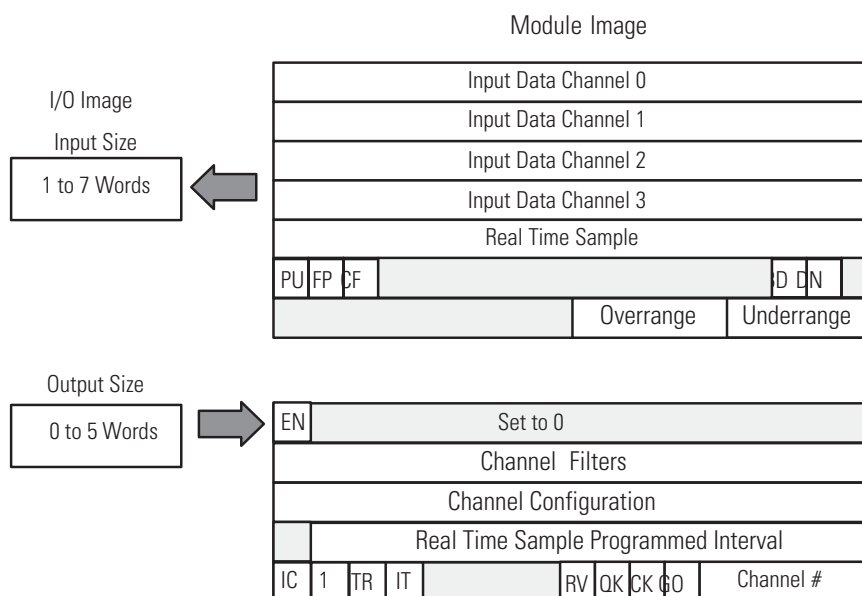 Module Image
I/O Image
Input Size
1 to 7 Words
Input Data Channel 0
Input Data Channel 1
Input Data Channel 2
Input Data Channel 3
Real Time Sample
PU FP CF DN
Overrange Underrange
Output Size
0 to 5 Words
EN Set to 0
Channel Filters
Channel Configuration
Real Time Sample Programmed Interval
IC 1 TR IT RV QK CK GO Channel #